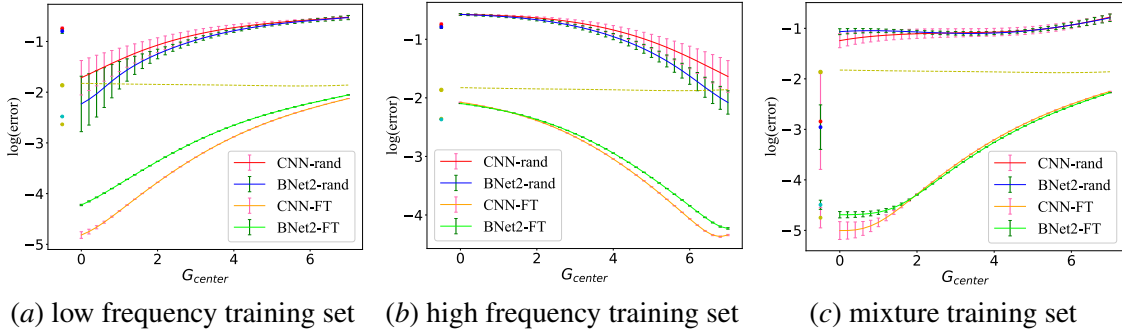 −1
−2
−3
−4
−5
log(error)
0
2
4
6
G_center
CNN-rand
BNet2-rand
CNN-FT
BNet2-FT
(a) low frequency training set
−1
−2
−3
−4
log(error)
0
2
4
6
G_center
CNN-rand
BNet2-rand
CNN-FT
BNet2-FT
(b) high frequency training set
−1
−2
−3
−4
−5
log(error)
0
2
4
6
G_center
CNN-rand
BNet2-rand
CNN-FT
BNet2-FT
(c) mixture training set